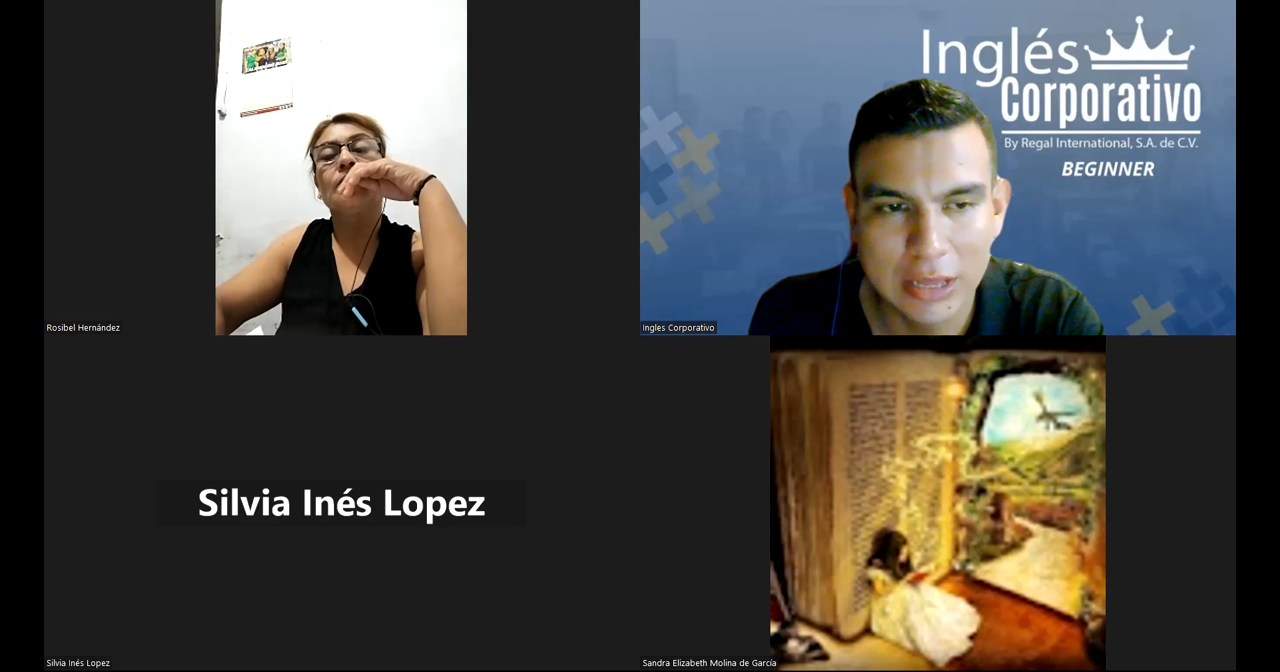 Rosibel Hernández
Inglés
Corporativo
By Regal International, S.A. de C.V.
BEGINNER
Ingles Corporativo
Silvia Inés Lopez
Silvia Inés Lopez
Sandra Elizabeth Molina de García